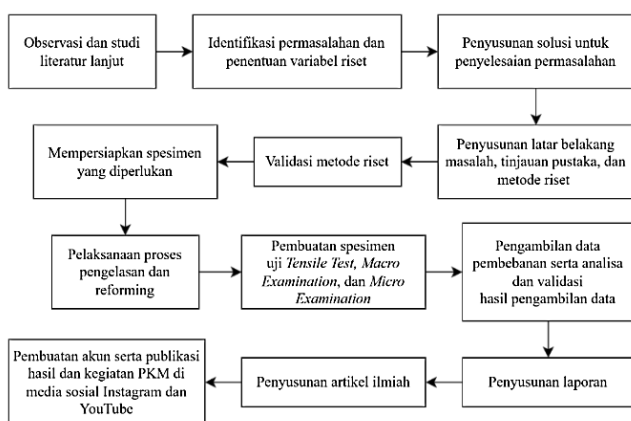 Observasi dan studi
literatur lanjut
Identifikasi permasalahan dan
penentuan variabel riset
Penyusunan solusi untuk
penyelesaian permasalahan
Penyusunan latar belakang
masalah, tinjauan pustaka, dan
metode riset
Validasi metode riset
Mempersiapkan spesimen
yang diperlukan
Pelaksanaan proses
pengelasan dan
reforming
Pembuatan spesimen
uji Tensile Test, Macro
Examination, dan Micro
Examination
Pengambilan data
pembebanan serta analisa
dan validasi
hasil pengambilan data
Penyusunan laporan
Penyusunan artikel ilmiah
Pembuatan akun serta publikasi
hasil dan kegiatan PKM di
media sosial Instagram dan
YouTube